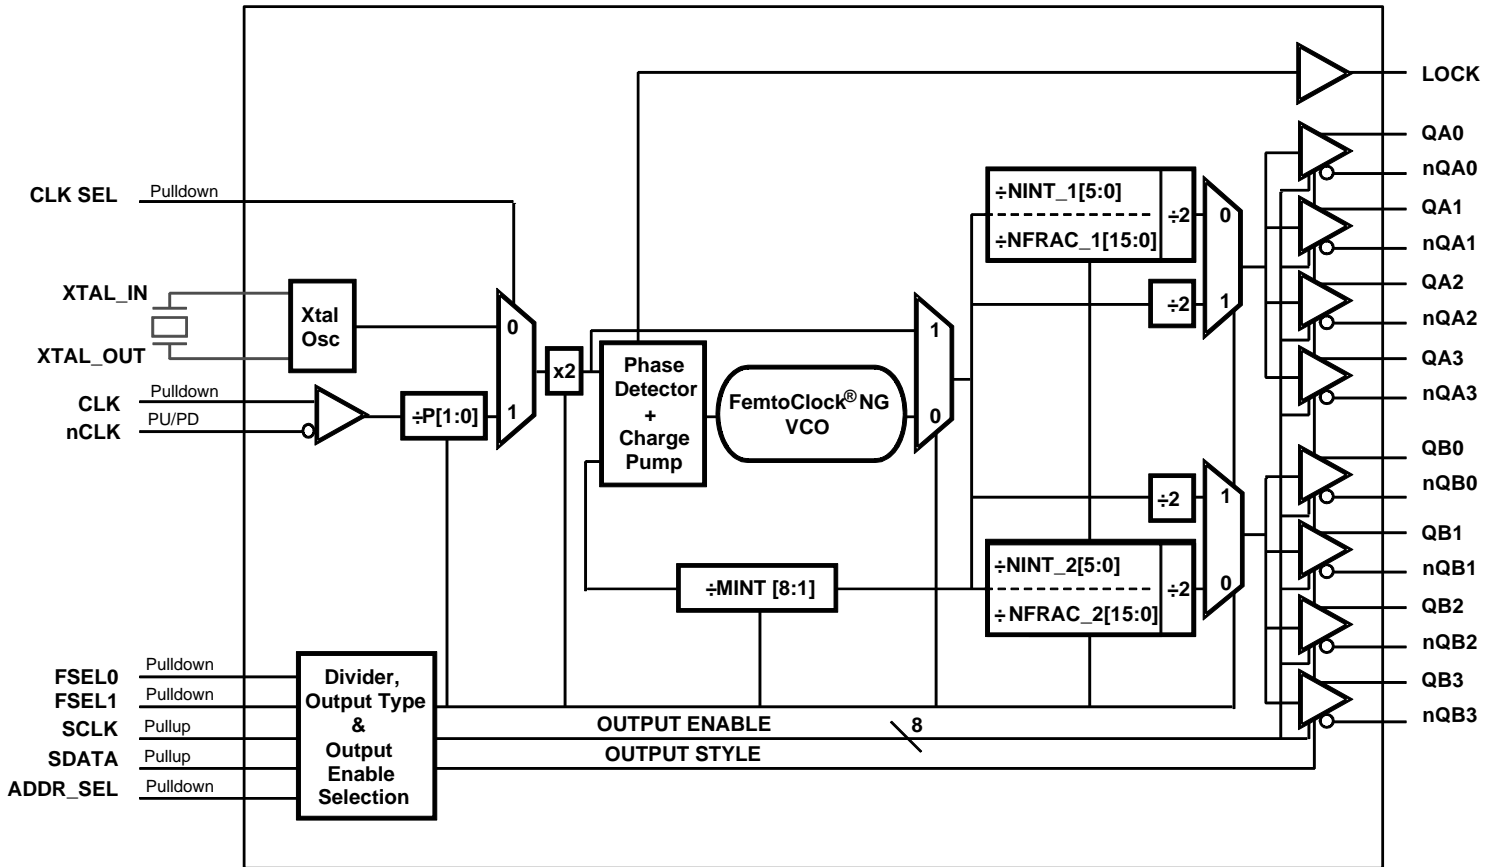 LOCK
QA0
nQA0
QA1
nQA1
QA2
nQA2
QA3
nQA3
QB0
nQB0
QB1
nQB1
QB2
nQB2
QB3
nQB3
CLK SEL
Pulldown
XTAL_IN
XTAL_OUT
Xtal
Osc
CLK
Pulldown
nCLK
PU/PD
÷P[1:0]
0
1
x2
Phase
Detector
+
Charge
Pump
FemtoClock® NG
VCO
1
0
÷NINT_1[5:0]
÷NFRAC_1[15:0]
÷2
÷2
0
1
÷2
÷NINT_2[5:0]
÷NFRAC_2[15:0]
÷2
1
0
÷MINT [8:1]
FSEL0
Pulldown
FSEL1
Pulldown
SCLK
Pullup
SDATA
Pullup
ADDR_SEL
Pulldown
Divider,
Output Type
&
Output
Enable
Selection
OUTPUT ENABLE
8
OUTPUT STYLE